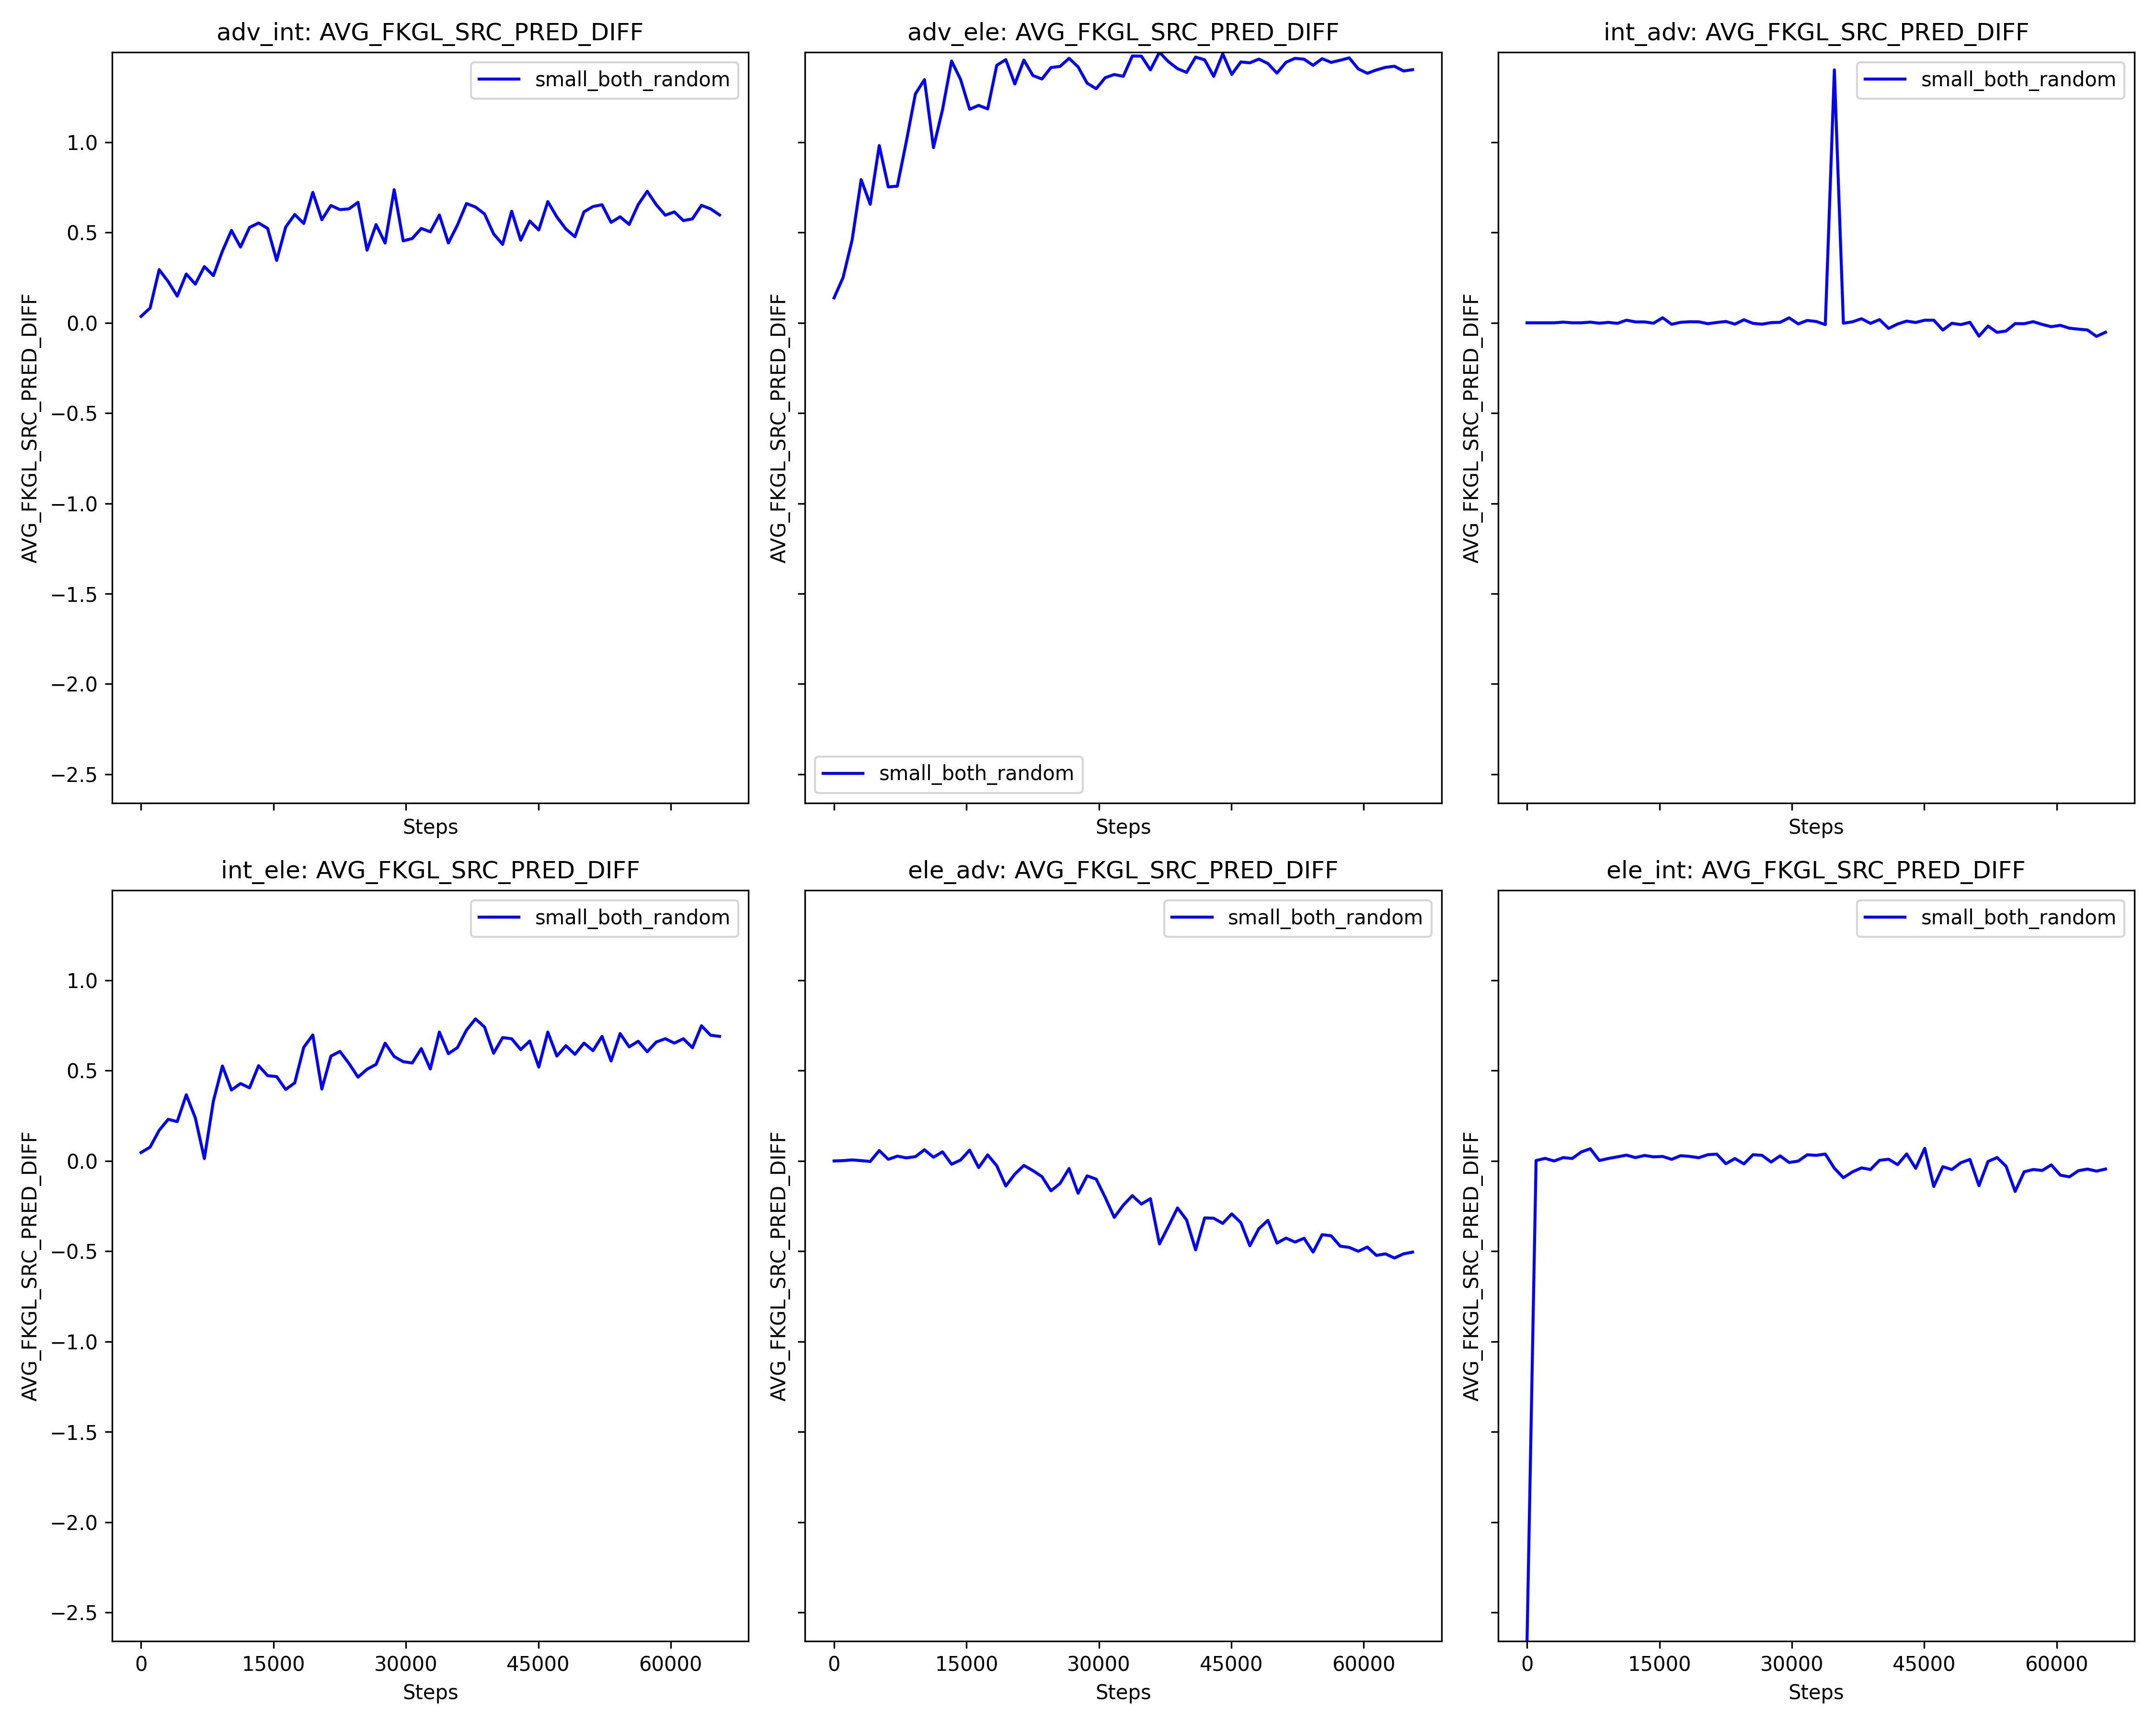 adv_int: AVG_FKGL_SRC_PRED_DIFF
small_both_random
AVG_FKGL_SRC_PRED_DIFF
1.0
0.5
0.0
−0.5
−1.0
−1.5
−2.0
−2.5
Steps
adv_ele: AVG_FKGL_SRC_PRED_DIFF
AVG_FKGL_SRC_PRED_DIFF
small_both_random
Steps
int_adv: AVG_FKGL_SRC_PRED_DIFF
small_both_random
AVG_FKGL_SRC_PRED_DIFF
Steps
int_ele: AVG_FKGL_SRC_PRED_DIFF
small_both_random
AVG_FKGL_SRC_PRED_DIFF
1.0
0.5
0.0
−0.5
−1.0
−1.5
−2.0
−2.5
0 15000 30000 45000 60000
Steps
ele_adv: AVG_FKGL_SRC_PRED_DIFF
small_both_random
AVG_FKGL_SRC_PRED_DIFF
0 15000 30000 45000 60000
Steps
ele_int: AVG_FKGL_SRC_PRED_DIFF
small_both_random
AVG_FKGL_SRC_PRED_DIFF
0 15000 30000 45000 60000
Steps